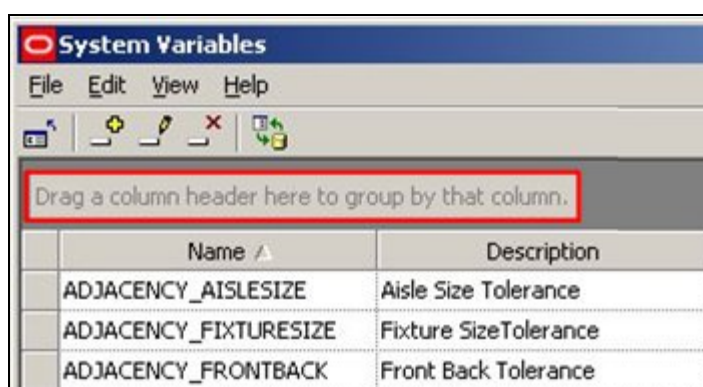 System Variables
File Edit View Help
Drag a column header here to group by that column.
Name Description
ADJACENCY_AISLESIZE Aisle Size Tolerance
ADJACENCY_FIXTURESIZE Fixture SizeTolerance
ADJACENCY_FRONTBACK Front Back Tolerance